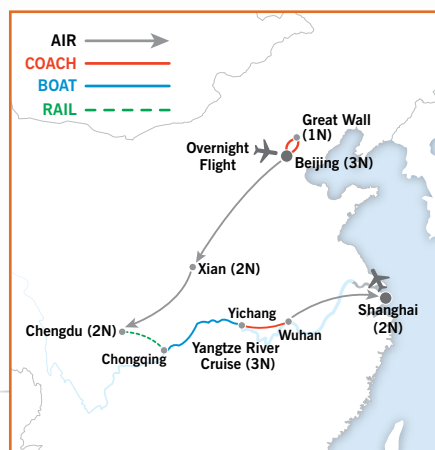 AIR
COACH
BOAT
RAIL
Great Wall
(1N)
Overnight
Flight
Beijing (3N)
Xian (2N)
Chengdu (2N)
Chongqing
Yichang
Yangtze River
Cruise (3N)
Wuhan
Shanghai
(2N)